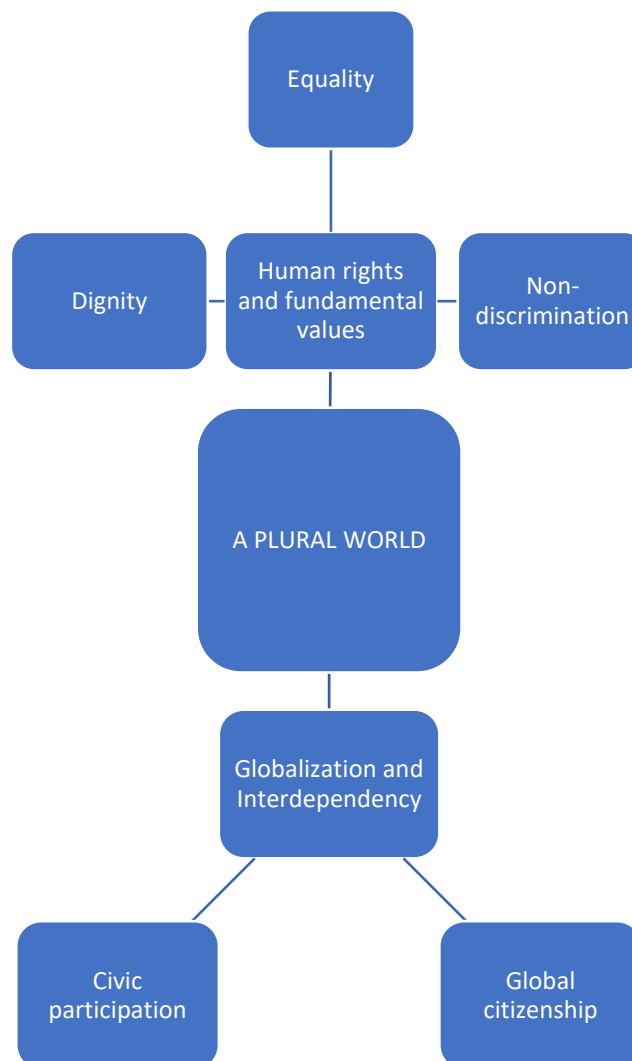 Equality
Dignity
Human rights
and fundamental
values
Non-
discrimination
A PLURAL WORLD
Globalization and
Interdependency
Civic
participation
Global
citizenship